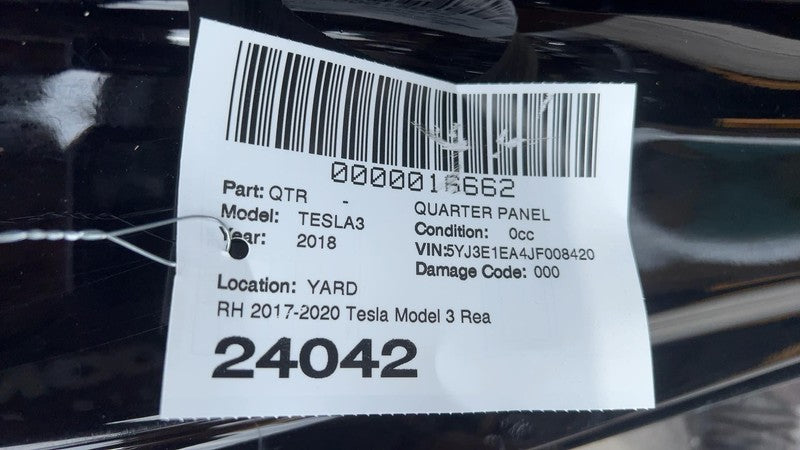 0000016662
Part: QTR - QUARTER PANEL
Model: TESLA3 Condition: 0cc
Year: 2018 VIN:5YJ3E1EA4JF008420
Damage Code: 000
Location: YARD
RH 2017-2020 Tesla Model 3 Rea
24042